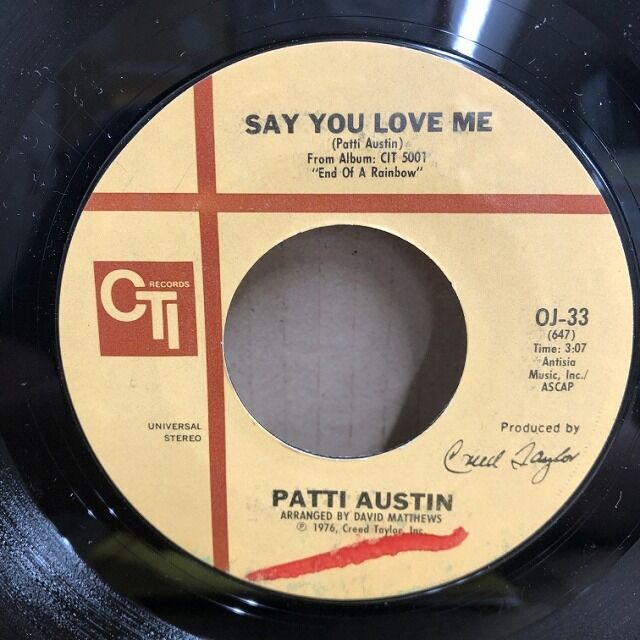 SAY YOU LOVE ME
(Patti Austin)
From Album: CIT 5001
"End Of A Rainbow"
CTI
RECORDS
OJ-33
(647)
Time: 3:07
Antisia
Music, Inc./
ASCAP
UNIVERSAL
STEREO
Produced by
Creed Taylor
PATTI AUSTIN
ARRANGED BY DAVID MATTHEWS
℗ 1976, Creed Taylor, Inc.